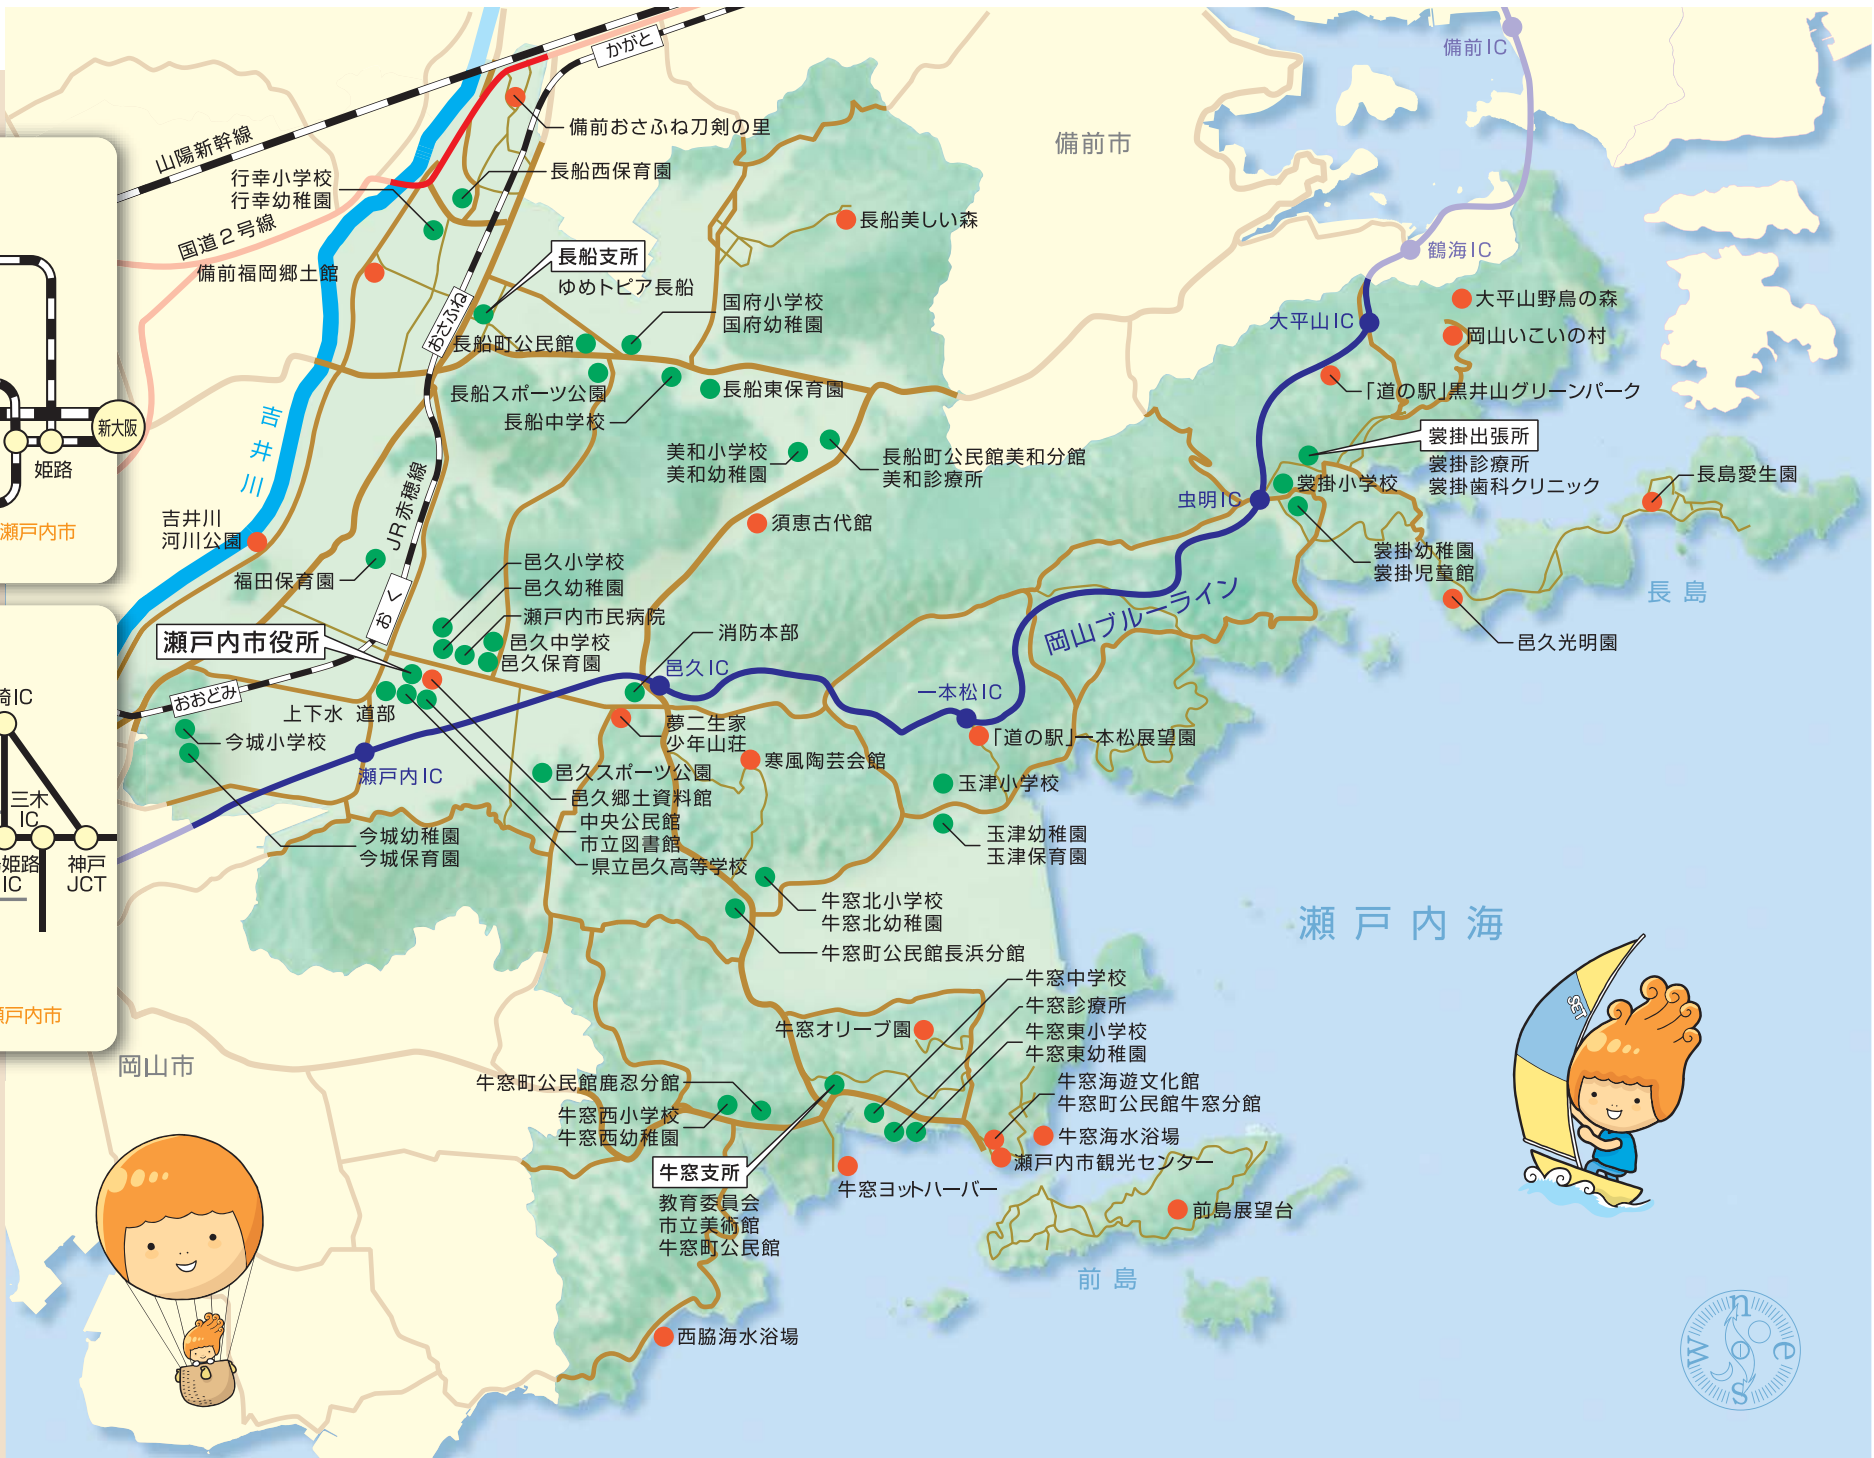 かがと
備前IC
山陽新幹線
備前おさふね刀剣の里
備前市
行幸小学校
行幸幼稚園
長船西保育園
国道2号線
長船美しい森
鶴海IC
長船支所
ゆめトピア長船
備前福岡郷土館
国府小学校
国府幼稚園
大平山野鳥の森
大平山IC
岡山いこいの村
おさふね
長船町公民館
長船スポーツ公園
長船東保育園
「道の駅」黒井山グリーンパーク
長船中学校
新大阪
姫路
瀬戸内市
吉井川
美和小学校
美和幼稚園
長船町公民館美和分館
美和診療所
裳掛出張所
裳掛診療所
裳掛歯科クリニック
裳掛小学校
長島愛生園
虫明IC
JR赤穂線
吉井川
河川公園
須恵古代館
裳掛幼稚園
裳掛児童館
福田保育園
邑久小学校
邑久幼稚園
瀬戸内市民病院
邑久中学校
邑久保育園
おく
長島
岡山ブルーライン
邑久光明園
瀬戸内市役所
消防本部
邑久IC
一本松IC
おおどみ
上下水 道部
今城小学校
夢二生家
少年山荘
「道の駅」一本松展望園
瀬戸内IC
寒風陶芸会館
邑久スポーツ公園
玉津小学校
邑久郷土資料館
中央公民館
市立図書館
県立邑久高等学校
今城幼稚園
今城保育園
玉津幼稚園
玉津保育園
三木
IC
姫路
IC
神戸
JCT
牛窓北小学校
牛窓北幼稚園
牛窓町公民館長浜分館
瀬戸内海
牛窓中学校
牛窓診療所
牛窓オリーブ園
牛窓東小学校
牛窓東幼稚園
SET
戸内市
岡山市
牛窓町公民館鹿忍分館
牛窓海遊文化館
牛窓町公民館牛窓分館
牛窓西小学校
牛窓西幼稚園
牛窓海水浴場
瀬戸内市観光センター
牛窓支所
教育委員会
市立美術館
牛窓町公民館
牛窓ヨットハーバー
前島展望台
前島
西脇海水浴場
n
w
e
s